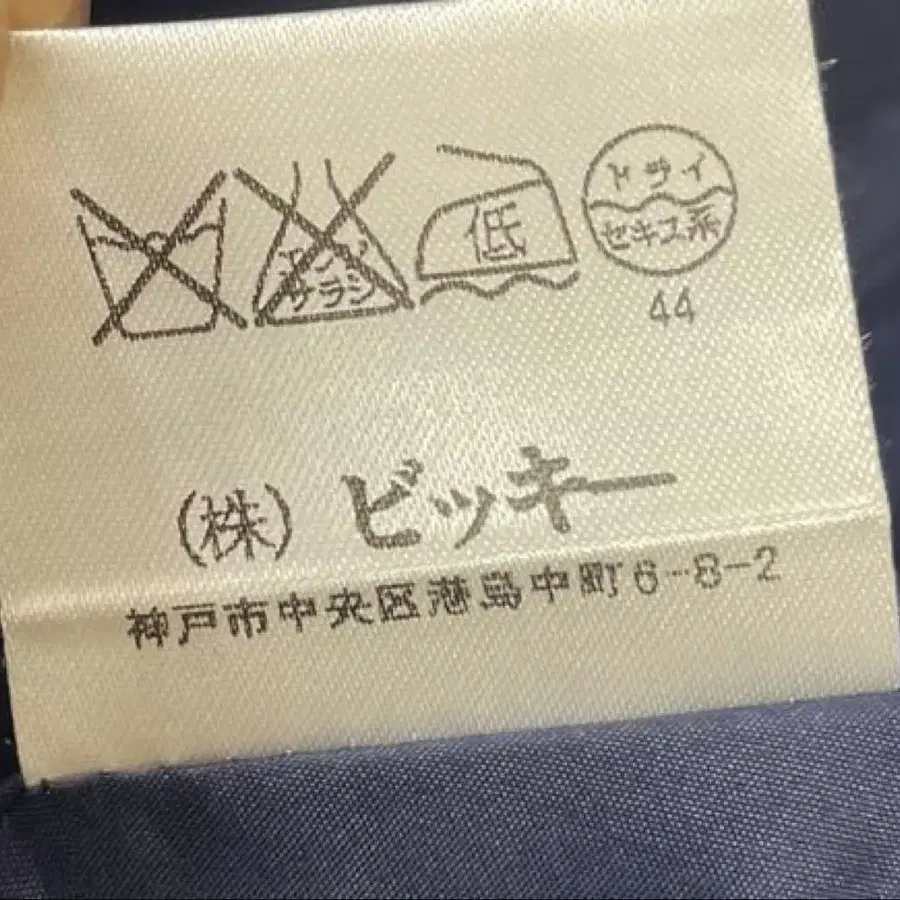 エンソ サラシ
低
ドライ
セキユ系
44
(株) ビッキー
神戸市中央区港島中町6-8-2